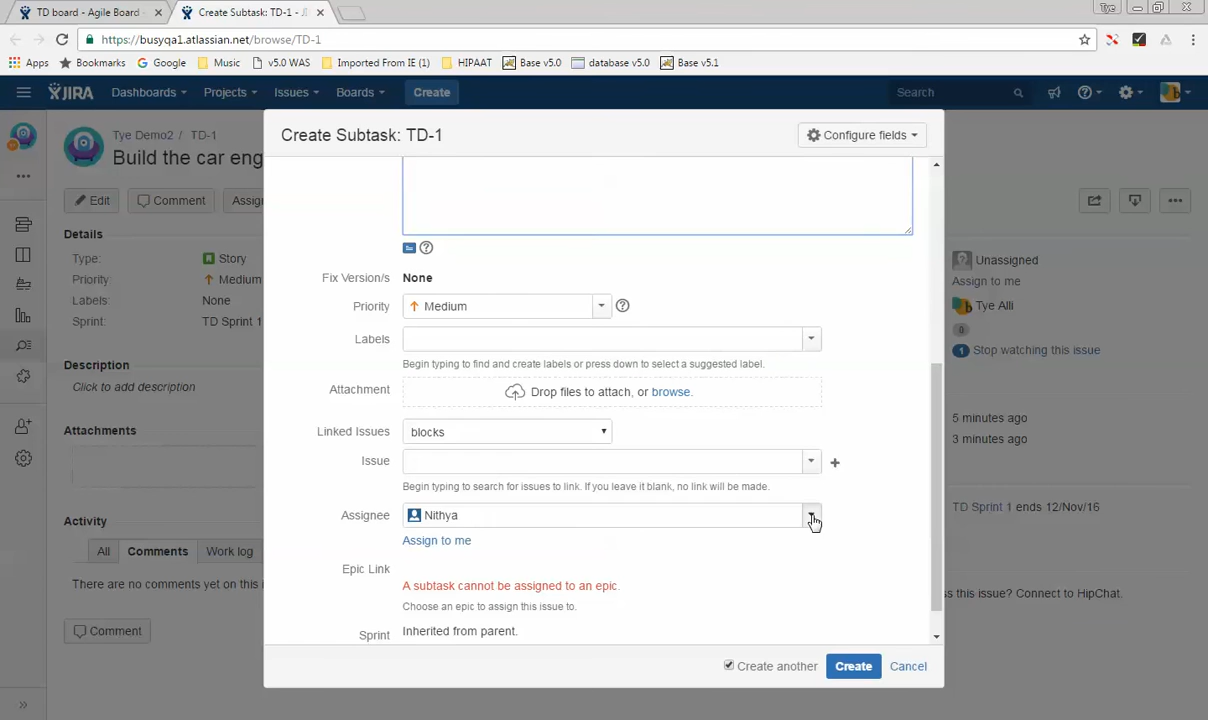 TD board - Agile Board -
Create Subtask: TD-1 - J
Tye
https://busyqa1.atlassian.net/browse/TD-1
Apps Bookmarks Google Music v5.0 WAS Imported From IE (1) HIPAAT Base v5.0 database v5.0 Base v5.1
JIRA Dashboards Projects Issues Boards Create Search
Create Subtask: TD-1 Configure fields
Tye Demo2 / TD-1
Build the car eng
Edit Comment Assig
Details
Type: Story
Priority: Medium
Labels: None
Sprint: TD Sprint 1
Description
Click to add description
Attachments
Activity
All Comments Work log
There are no comments yet on this i
Comment
Fix Version/s None
Priority Medium
Labels
Begin typing to find and create labels or press down to select a suggested label.
Attachment Drop files to attach, or browse.
Linked Issues blocks
Issue
Begin typing to search for issues to link. If you leave it blank, no link will be made.
Assignee Nithya
Assign to me
Epic Link
A subtask cannot be assigned to an epic.
Choose an epic to assign this issue to.
Sprint Inherited from parent.
Create another Create Cancel
Unassigned
Assign to me
Tye Alli
0
1 Stop watching this issue
5 minutes ago
3 minutes ago
TD Sprint 1 ends 12/Nov/16
ss this issue? Connect to HipChat.